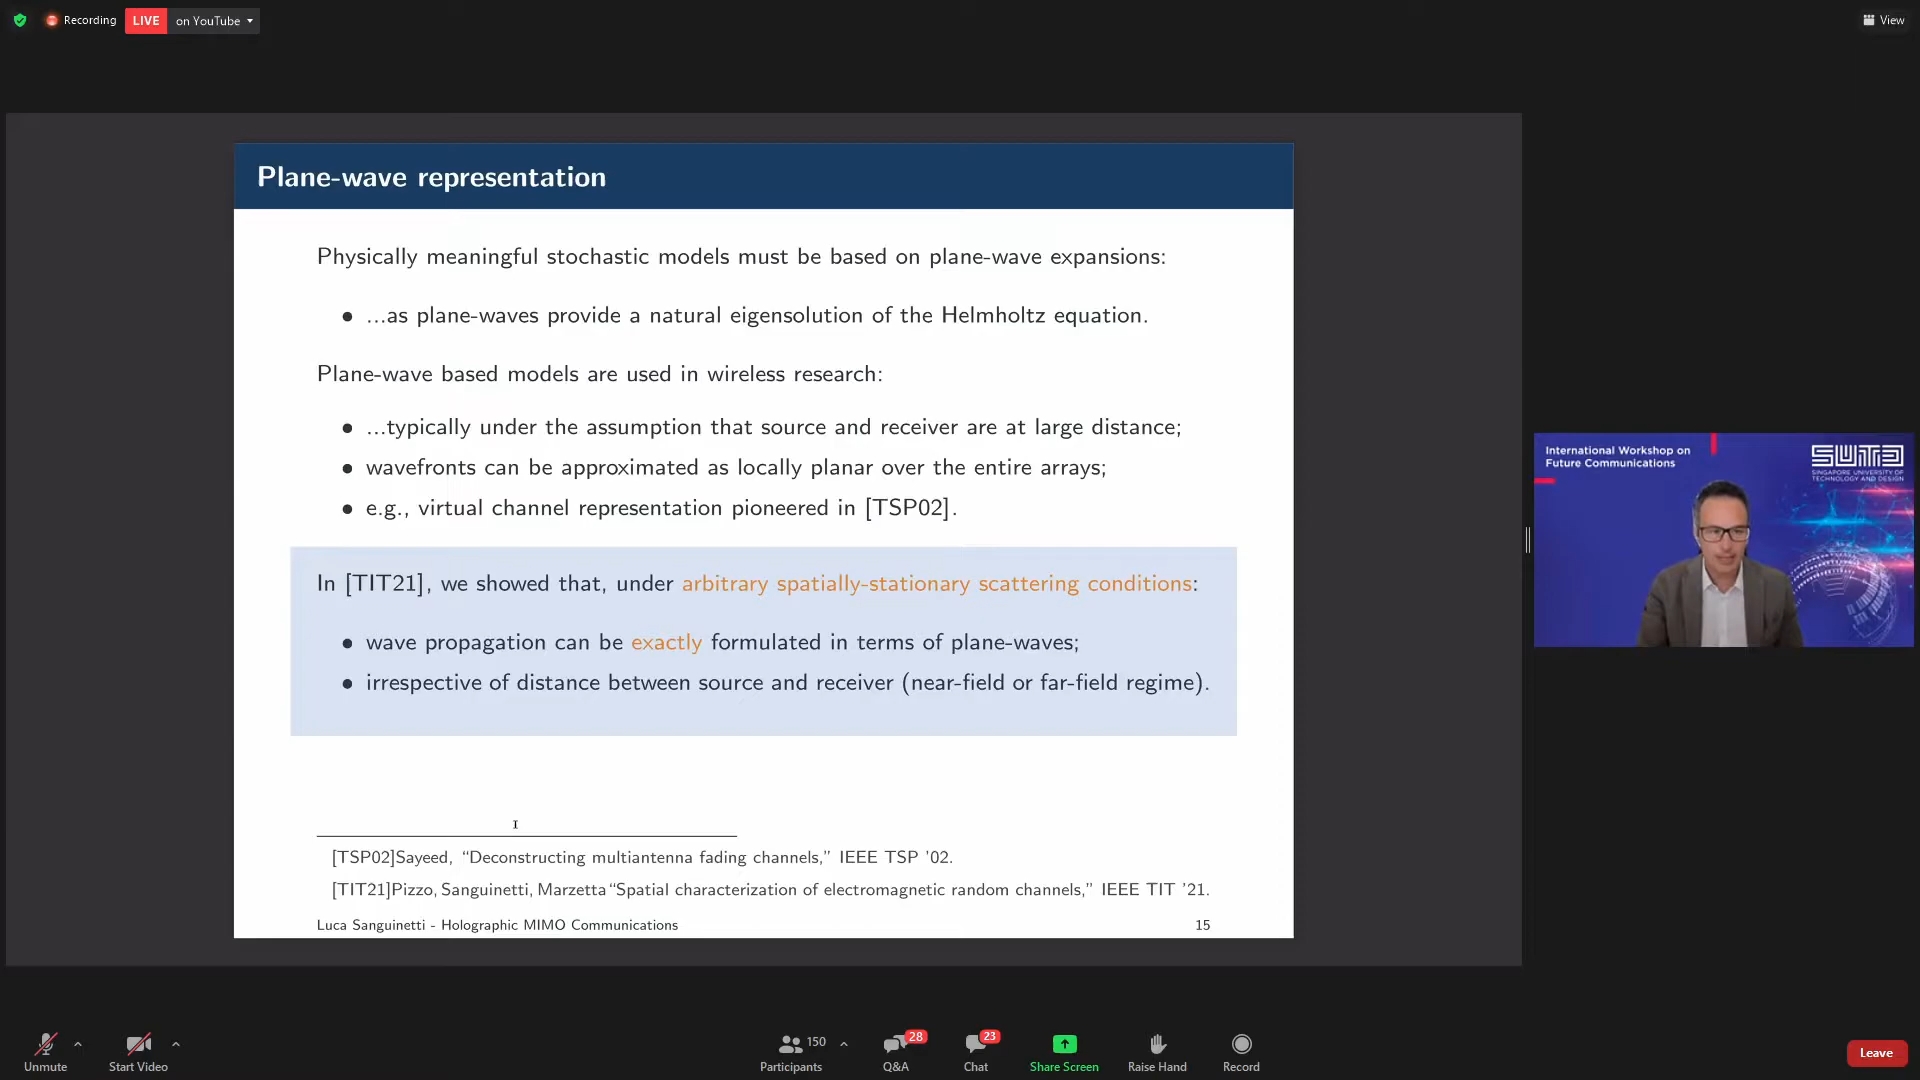 Recording
LIVE on YouTube
View
Plane-wave representation
Physically meaningful stochastic models must be based on plane-wave expansions:
• ...as plane-waves provide a natural eigensolution of the Helmholtz equation.
Plane-wave based models are used in wireless research:
• ...typically under the assumption that source and receiver are at large distance;
• wavefronts can be approximated as locally planar over the entire arrays;
• e.g., virtual channel representation pioneered in [TSP02].
In [TIT21], we showed that, under arbitrary spatially-stationary scattering conditions:
• wave propagation can be exactly formulated in terms of plane-waves;
• irrespective of distance between source and receiver (near-field or far-field regime).
[TSP02]Sayeed, “Deconstructing multiantenna fading channels,” IEEE TSP ’02.
[TIT21]Pizzo, Sanguinetti, Marzetta “Spatial characterization of electromagnetic random channels,” IEEE TIT ’21.
Luca Sanguinetti - Holographic MIMO Communications
15
International Workshop on
Future Communications
SUTD
SINGAPORE UNIVERSITY OF
TECHNOLOGY AND DESIGN
Unmute
Start Video
150
Participants
28
Q&A
23
Chat
Share Screen
Raise Hand
Record
Leave